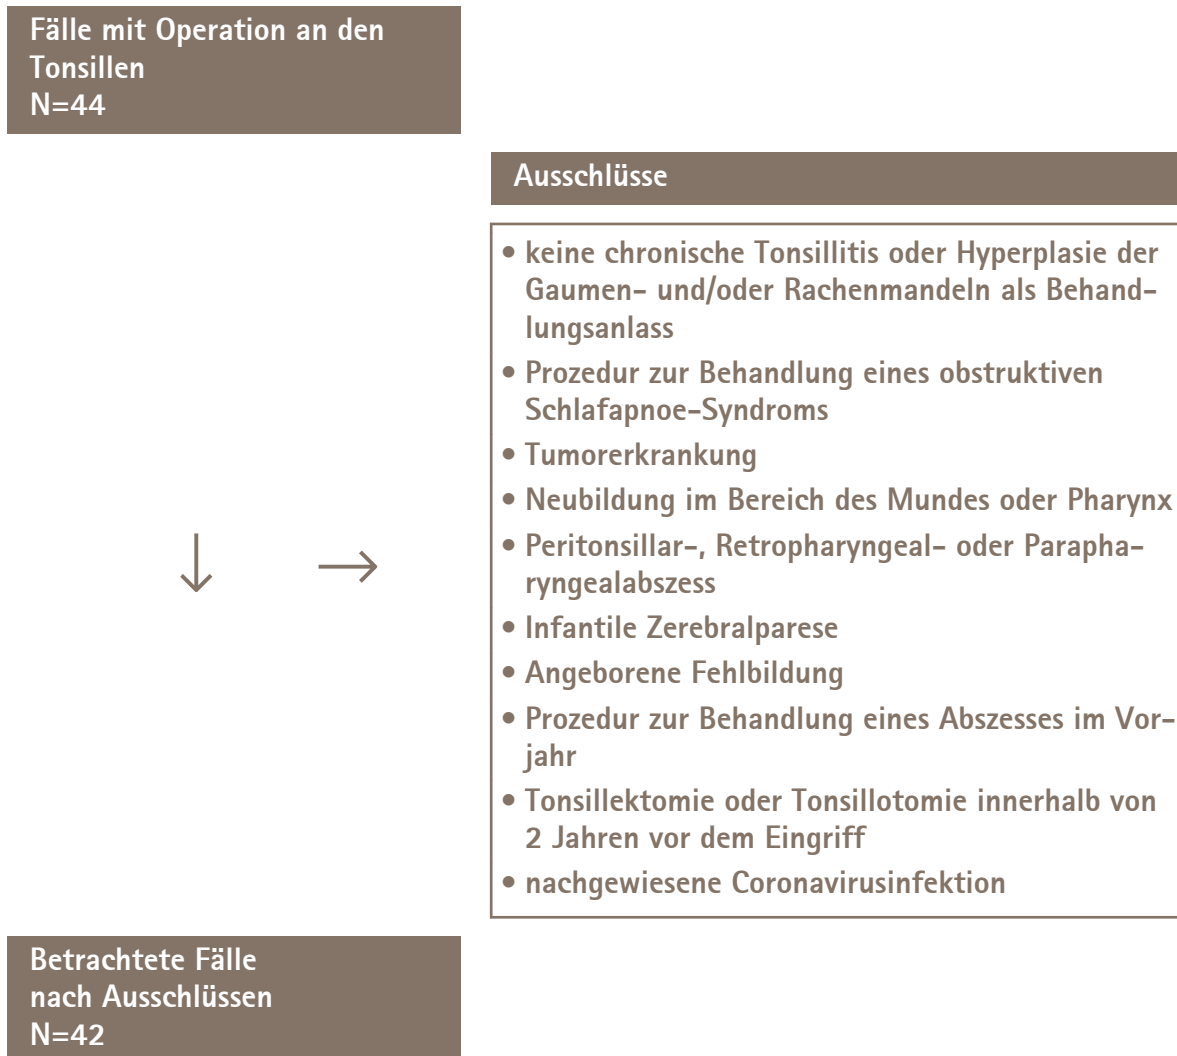 Fälle mit Operation an den
Tonsillen
N=44
Ausschlüsse
• keine chronische Tonsillitis oder Hyperplasie der
Gaumen- und/oder Rachenmandeln als Behand-
lungsanlass
• Prozedur zur Behandlung eines obstruktiven
Schlafapnoe-Syndroms
• Tumorerkrankung
• Neubildung im Bereich des Mundes oder Pharynx
• Peritonsillar-, Retropharyngeal- oder Parapha-
ryngealabszess
• Infantile Zerebralparese
• Angeborene Fehlbildung
• Prozedur zur Behandlung eines Abszesses im Vor-
jahr
• Tonsillektomie oder Tonsillotomie innerhalb von
2 Jahren vor dem Eingriff
• nachgewiesene Coronavirusinfektion
Betrachtete Fälle
nach Ausschlüssen
N=42